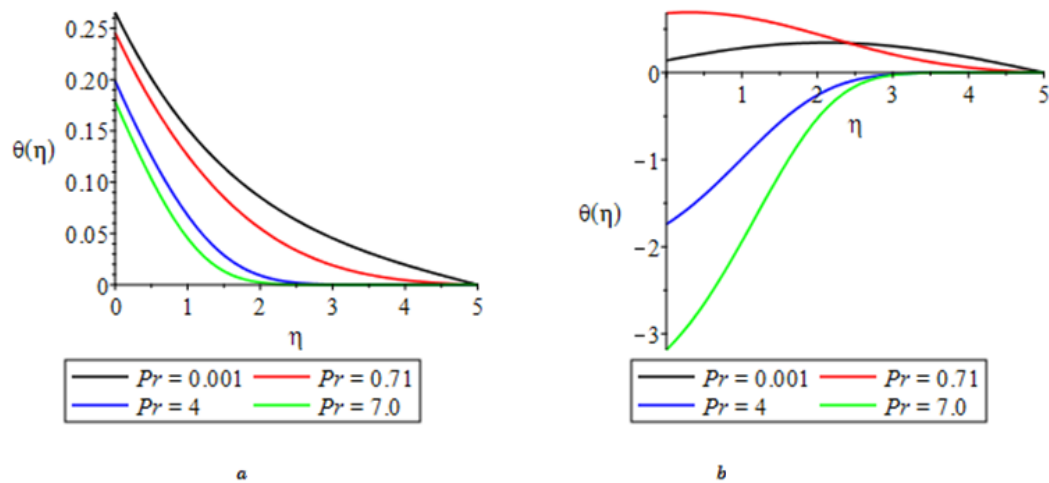 0.25
0.20
0.15
θ(η)
0.10
0.05
0
0 1 2 3 4 5
η
Pr = 0.001 Pr = 0.71
Pr = 4 Pr = 7.0
a
0
1 2 3 4 5
η
−1
θ(η)
−2
−3
Pr = 0.001 Pr = 0.71
Pr = 4 Pr = 7.0
b